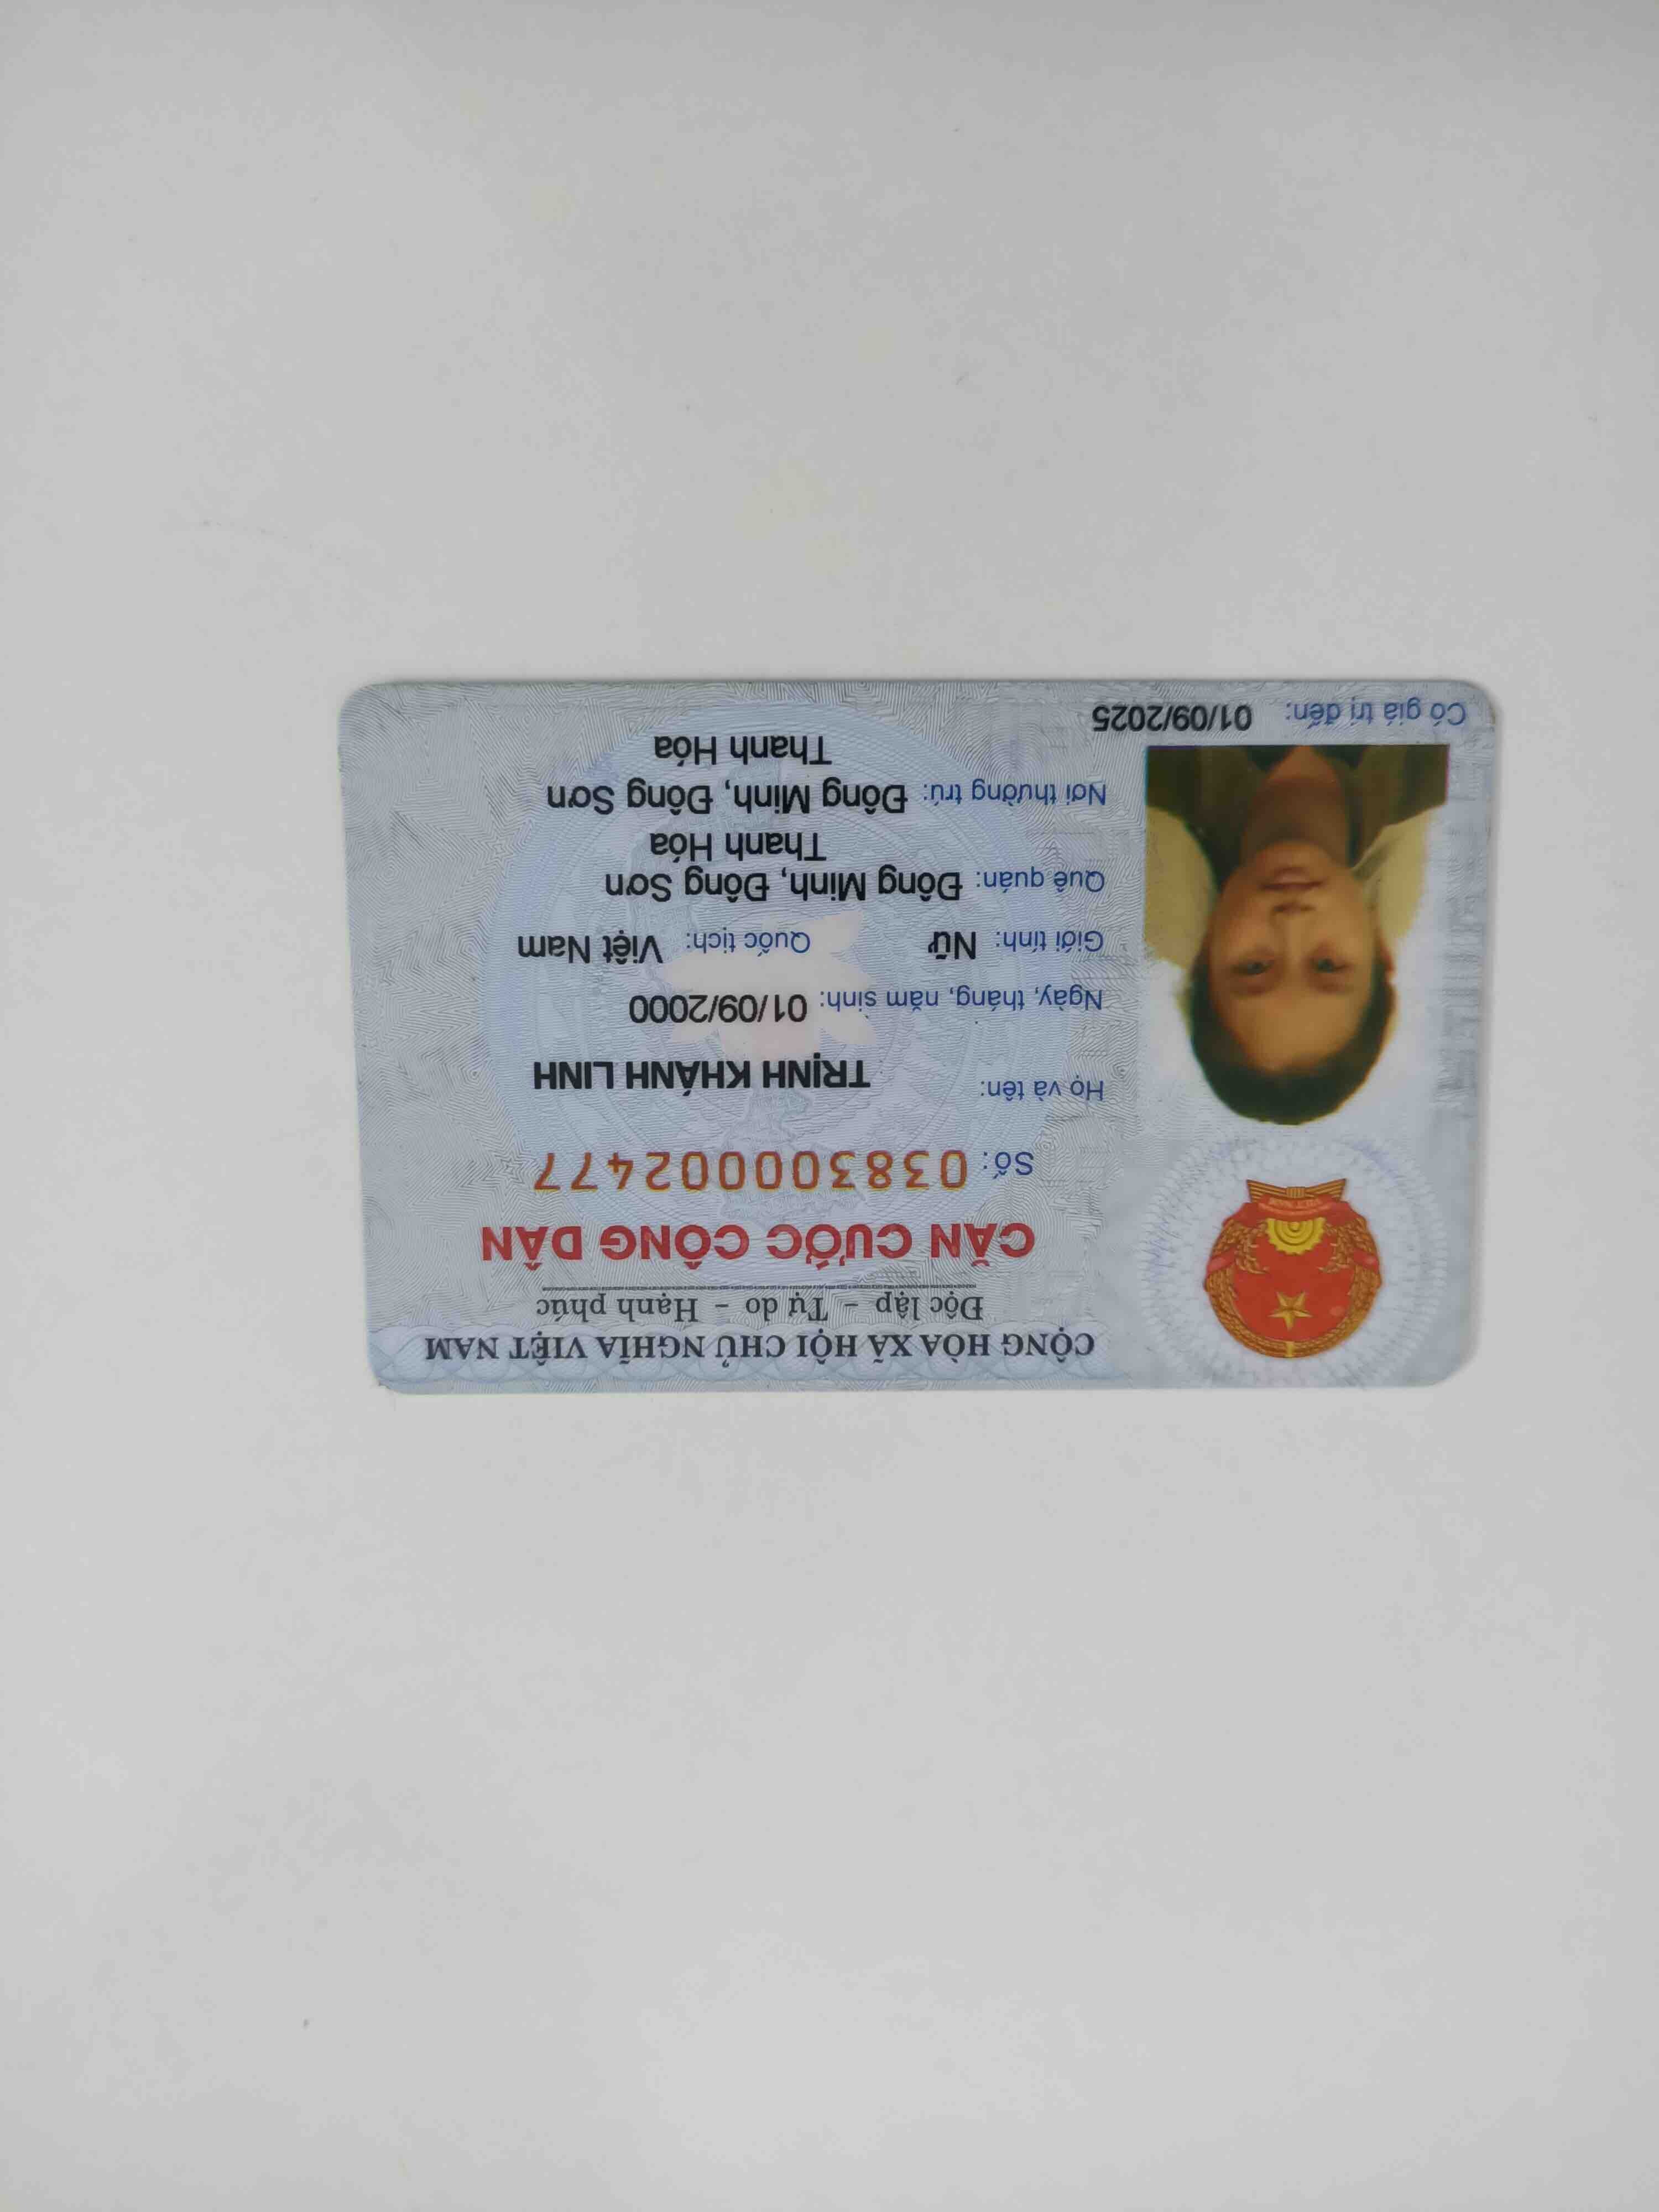 CỘNG HÒA XÃ HỘI CHỦ NGHĨA VIỆT NAM
Độc lập - Tự do - Hạnh phúc
CĂN CƯỚC CÔNG DÂN
Số: 038300002477
Họ và tên: TRỊNH KHÁNH LINH
Ngày, tháng, năm sinh: 01/09/2000
Giới tính: NỮ Quốc tịch: Việt Nam
Quê quán: Đông Minh, Đông Sơn
Thanh Hóa
Nơi thường trú: Đông Minh, Đông Sơn
Thanh Hóa
Có giá trị đến: 01/09/2025